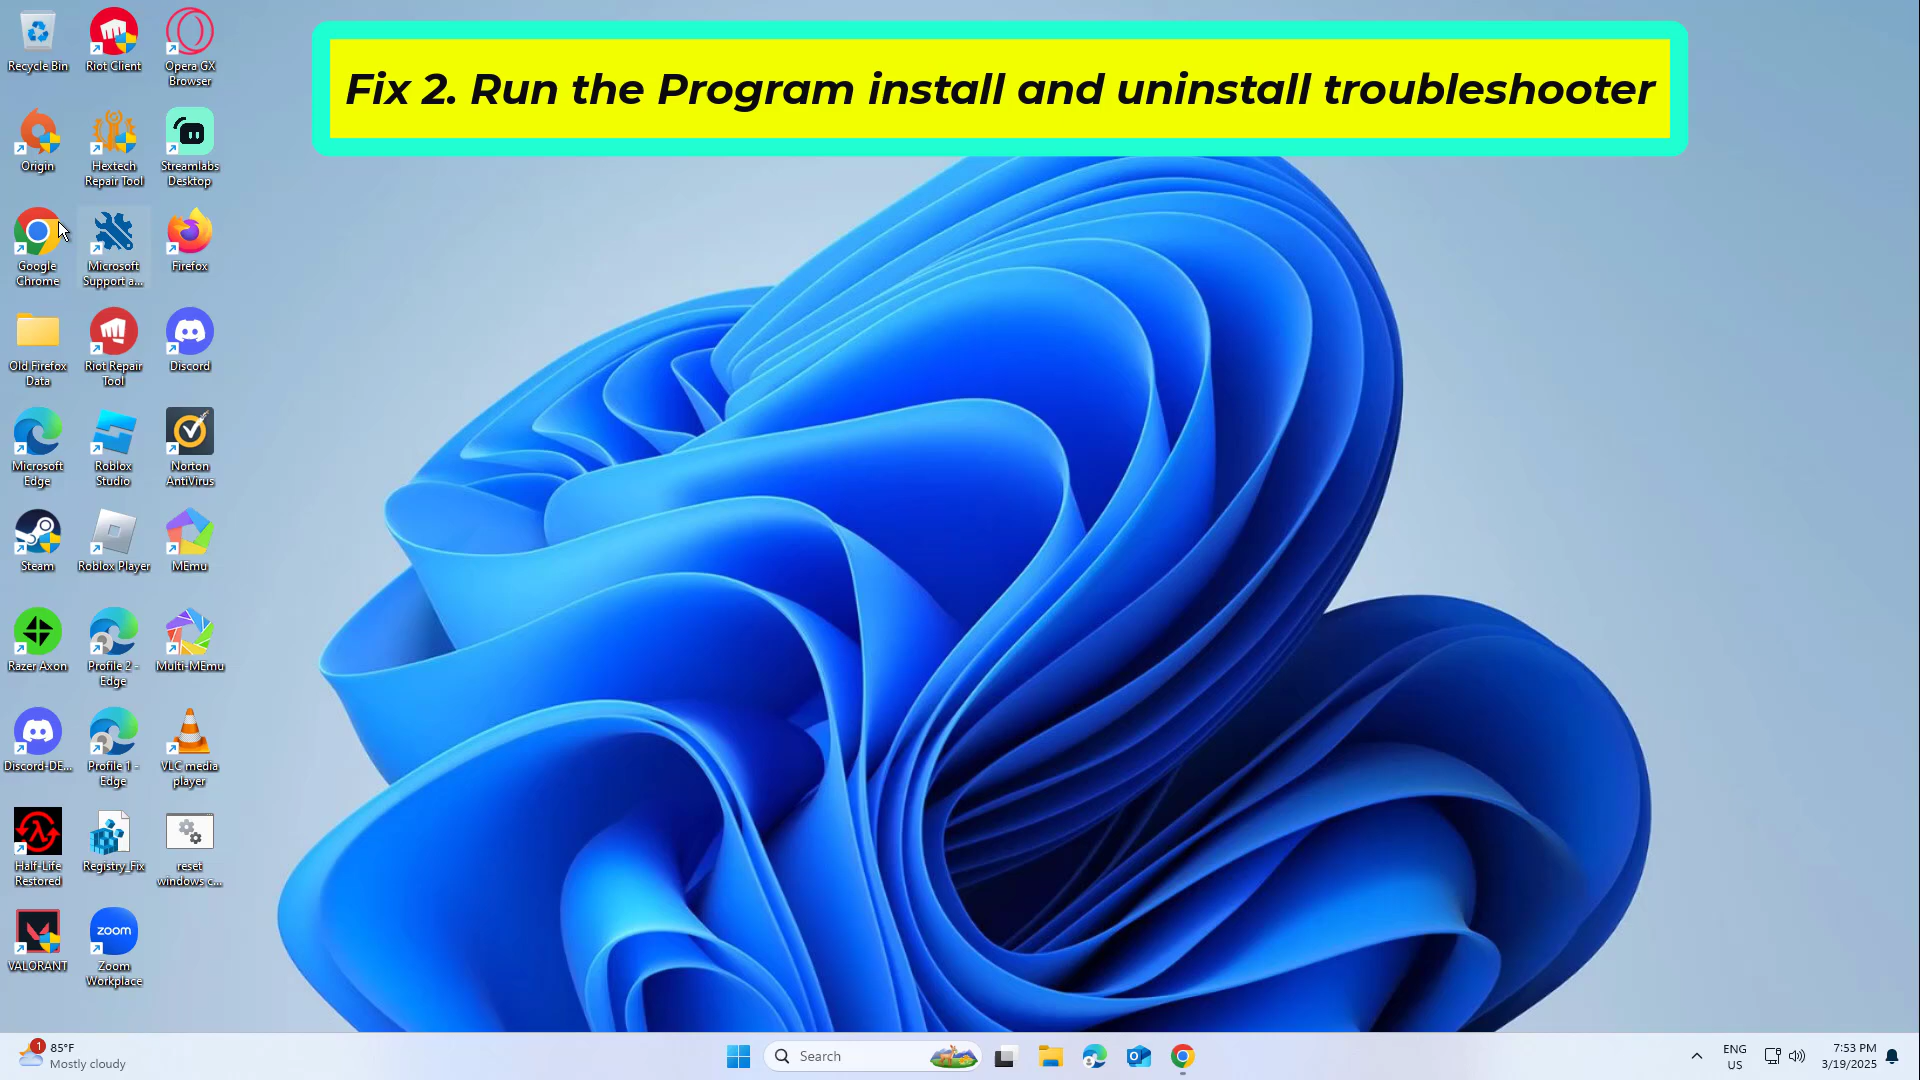 Fix 2. Run the Program install and uninstall troubleshooter
Recycle Bin
Riot Client
Opera GX
Browser
Origin
Hextech
Repair Tool
Streamlabs
Desktop
Google
Chrome
Microsoft
Support a...
Firefox
Old Firefox
Data
Riot Repair
Tool
Discord
Microsoft
Edge
Roblox
Studio
Norton
AntiVirus
Steam
Roblox Player
MEmu
Razer Axon
Profile 2 -
Edge
Multi-MEmu
Discord-DE...
Profile 1 -
Edge
VLC media
player
Half-Life
Restored
Registry_Fix
reset
windows c...
VALORANT
zoom
Zoom
Workplace
1
85°F
Mostly cloudy
Search
ENG
US
7:53 PM
3/19/2025